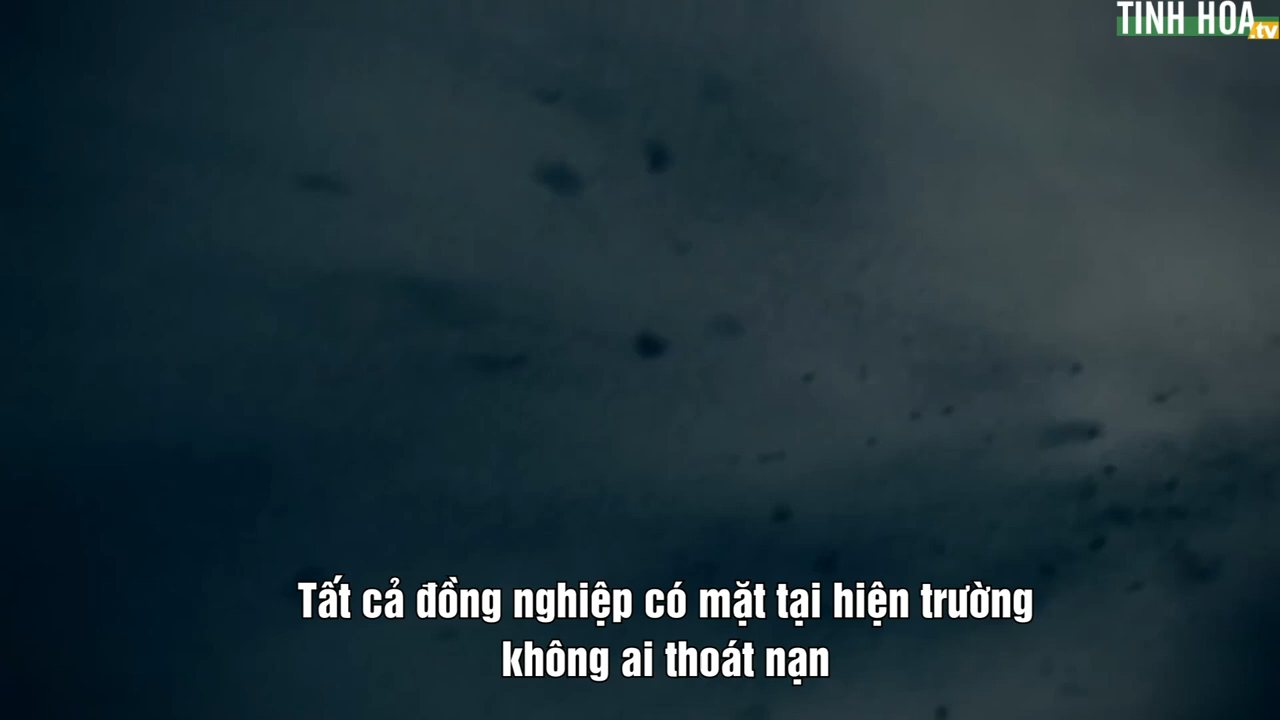 TINH HOA
.tv
Tất cả đồng nghiệp có mặt tại hiện trường
không ai thoát nạn